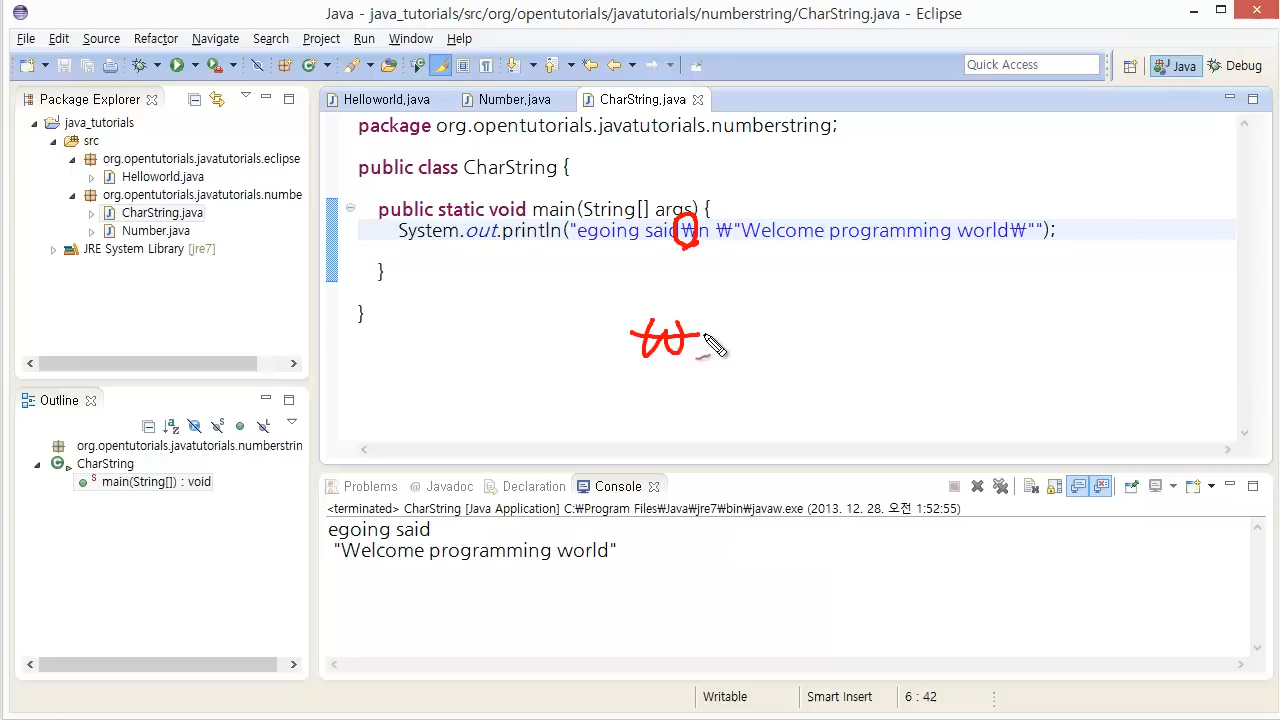 Java - java_tutorials/src/org/opentutorials/javatutorials/numberstring/CharString.java - Eclipse
File Edit Source Refactor Navigate Search Project Run Window Help
Quick Access
Java
Debug
Package Explorer
java_tutorials
src
org.opentutorials.javatutorials.eclipse
Helloworld.java
org.opentutorials.javatutorials.numbe
CharString.java
Number.java
JRE System Library [jre7]
Outline
org.opentutorials.javatutorials.numberstrin
CharString
main(String[]) : void
Helloworld.java Number.java CharString.java
package org.opentutorials.javatutorials.numberstring;
public class CharString {
public static void main(String[] args) {
System.out.println("egoing said₩n ₩"Welcome programming world₩"");
}
}
₩
Problems @ Javadoc Declaration Console
<terminated> CharString [Java Application] C:₩Program Files₩Java₩jre7₩bin₩javaw.exe (2013. 12. 28. 오전 1:52:55)
egoing said
"Welcome programming world"
Writable Smart Insert 6 : 42